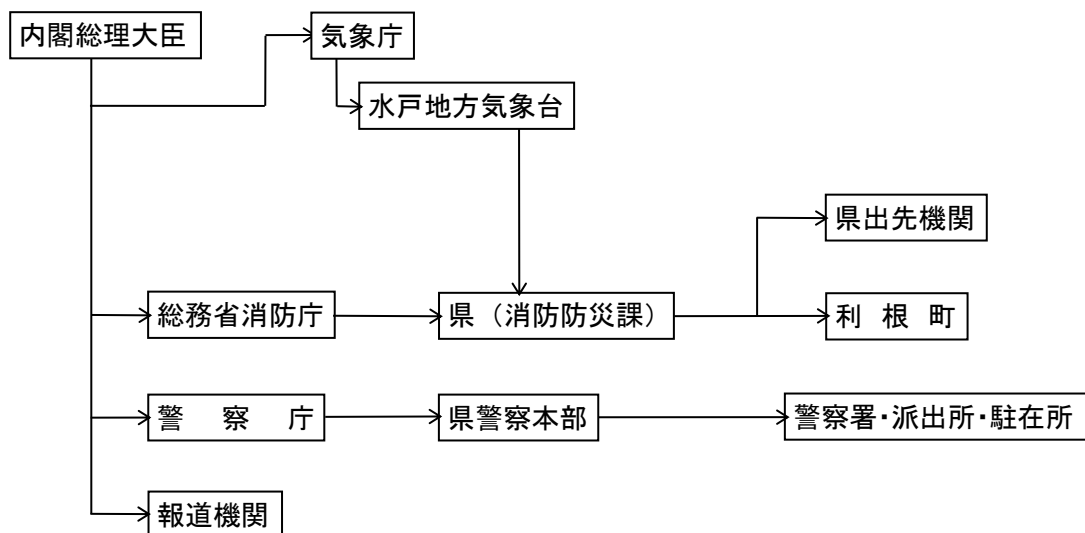 内閣総理大臣
気象庁
水戸地方気象台
県出先機関
総務省消防庁
県（消防防災課）
利　根　町
警　察　庁
県警察本部
警察署・派出所・駐在所
報道機関